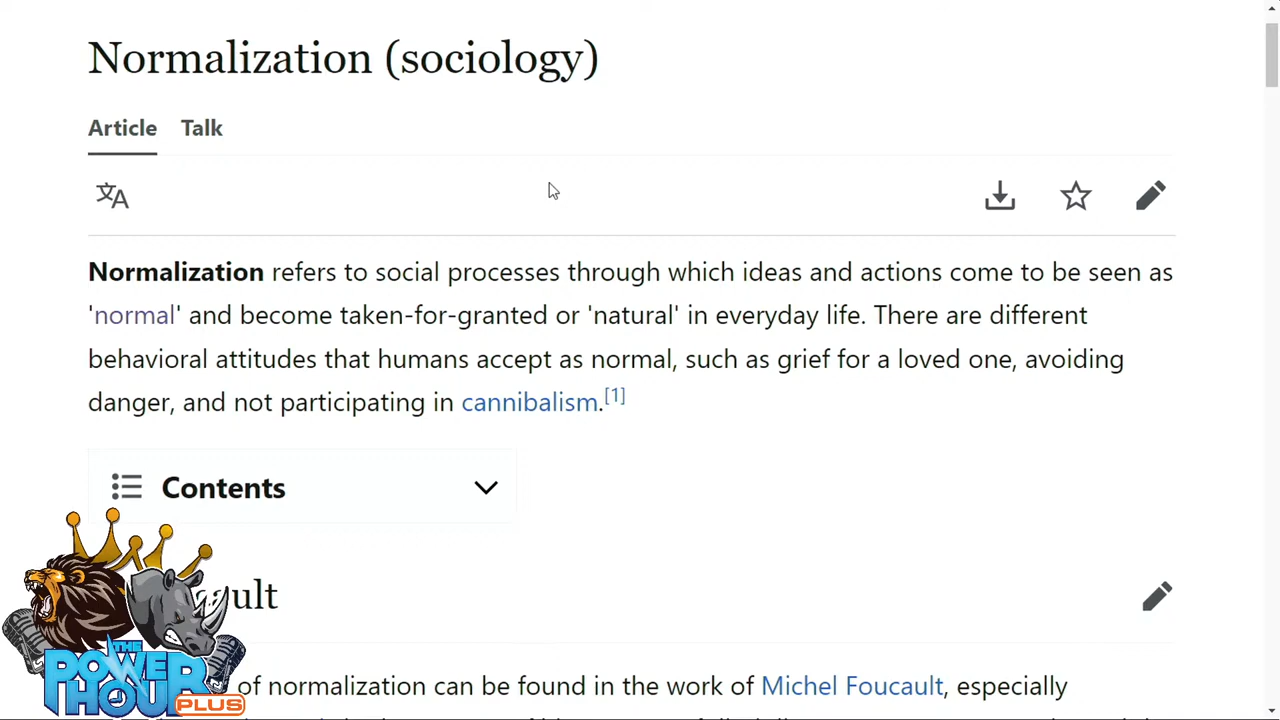 Normalization (sociology)
Article Talk
Normalization refers to social processes through which ideas and actions come to be seen as
'normal' and become taken-for-granted or 'natural' in everyday life. There are different
behavioral attitudes that humans accept as normal, such as grief for a loved one, avoiding
danger, and not participating in cannibalism.[1]
Contents
ult
of normalization can be found in the work of Michel Foucault, especially
THE
POWER
HOUR
PLUS